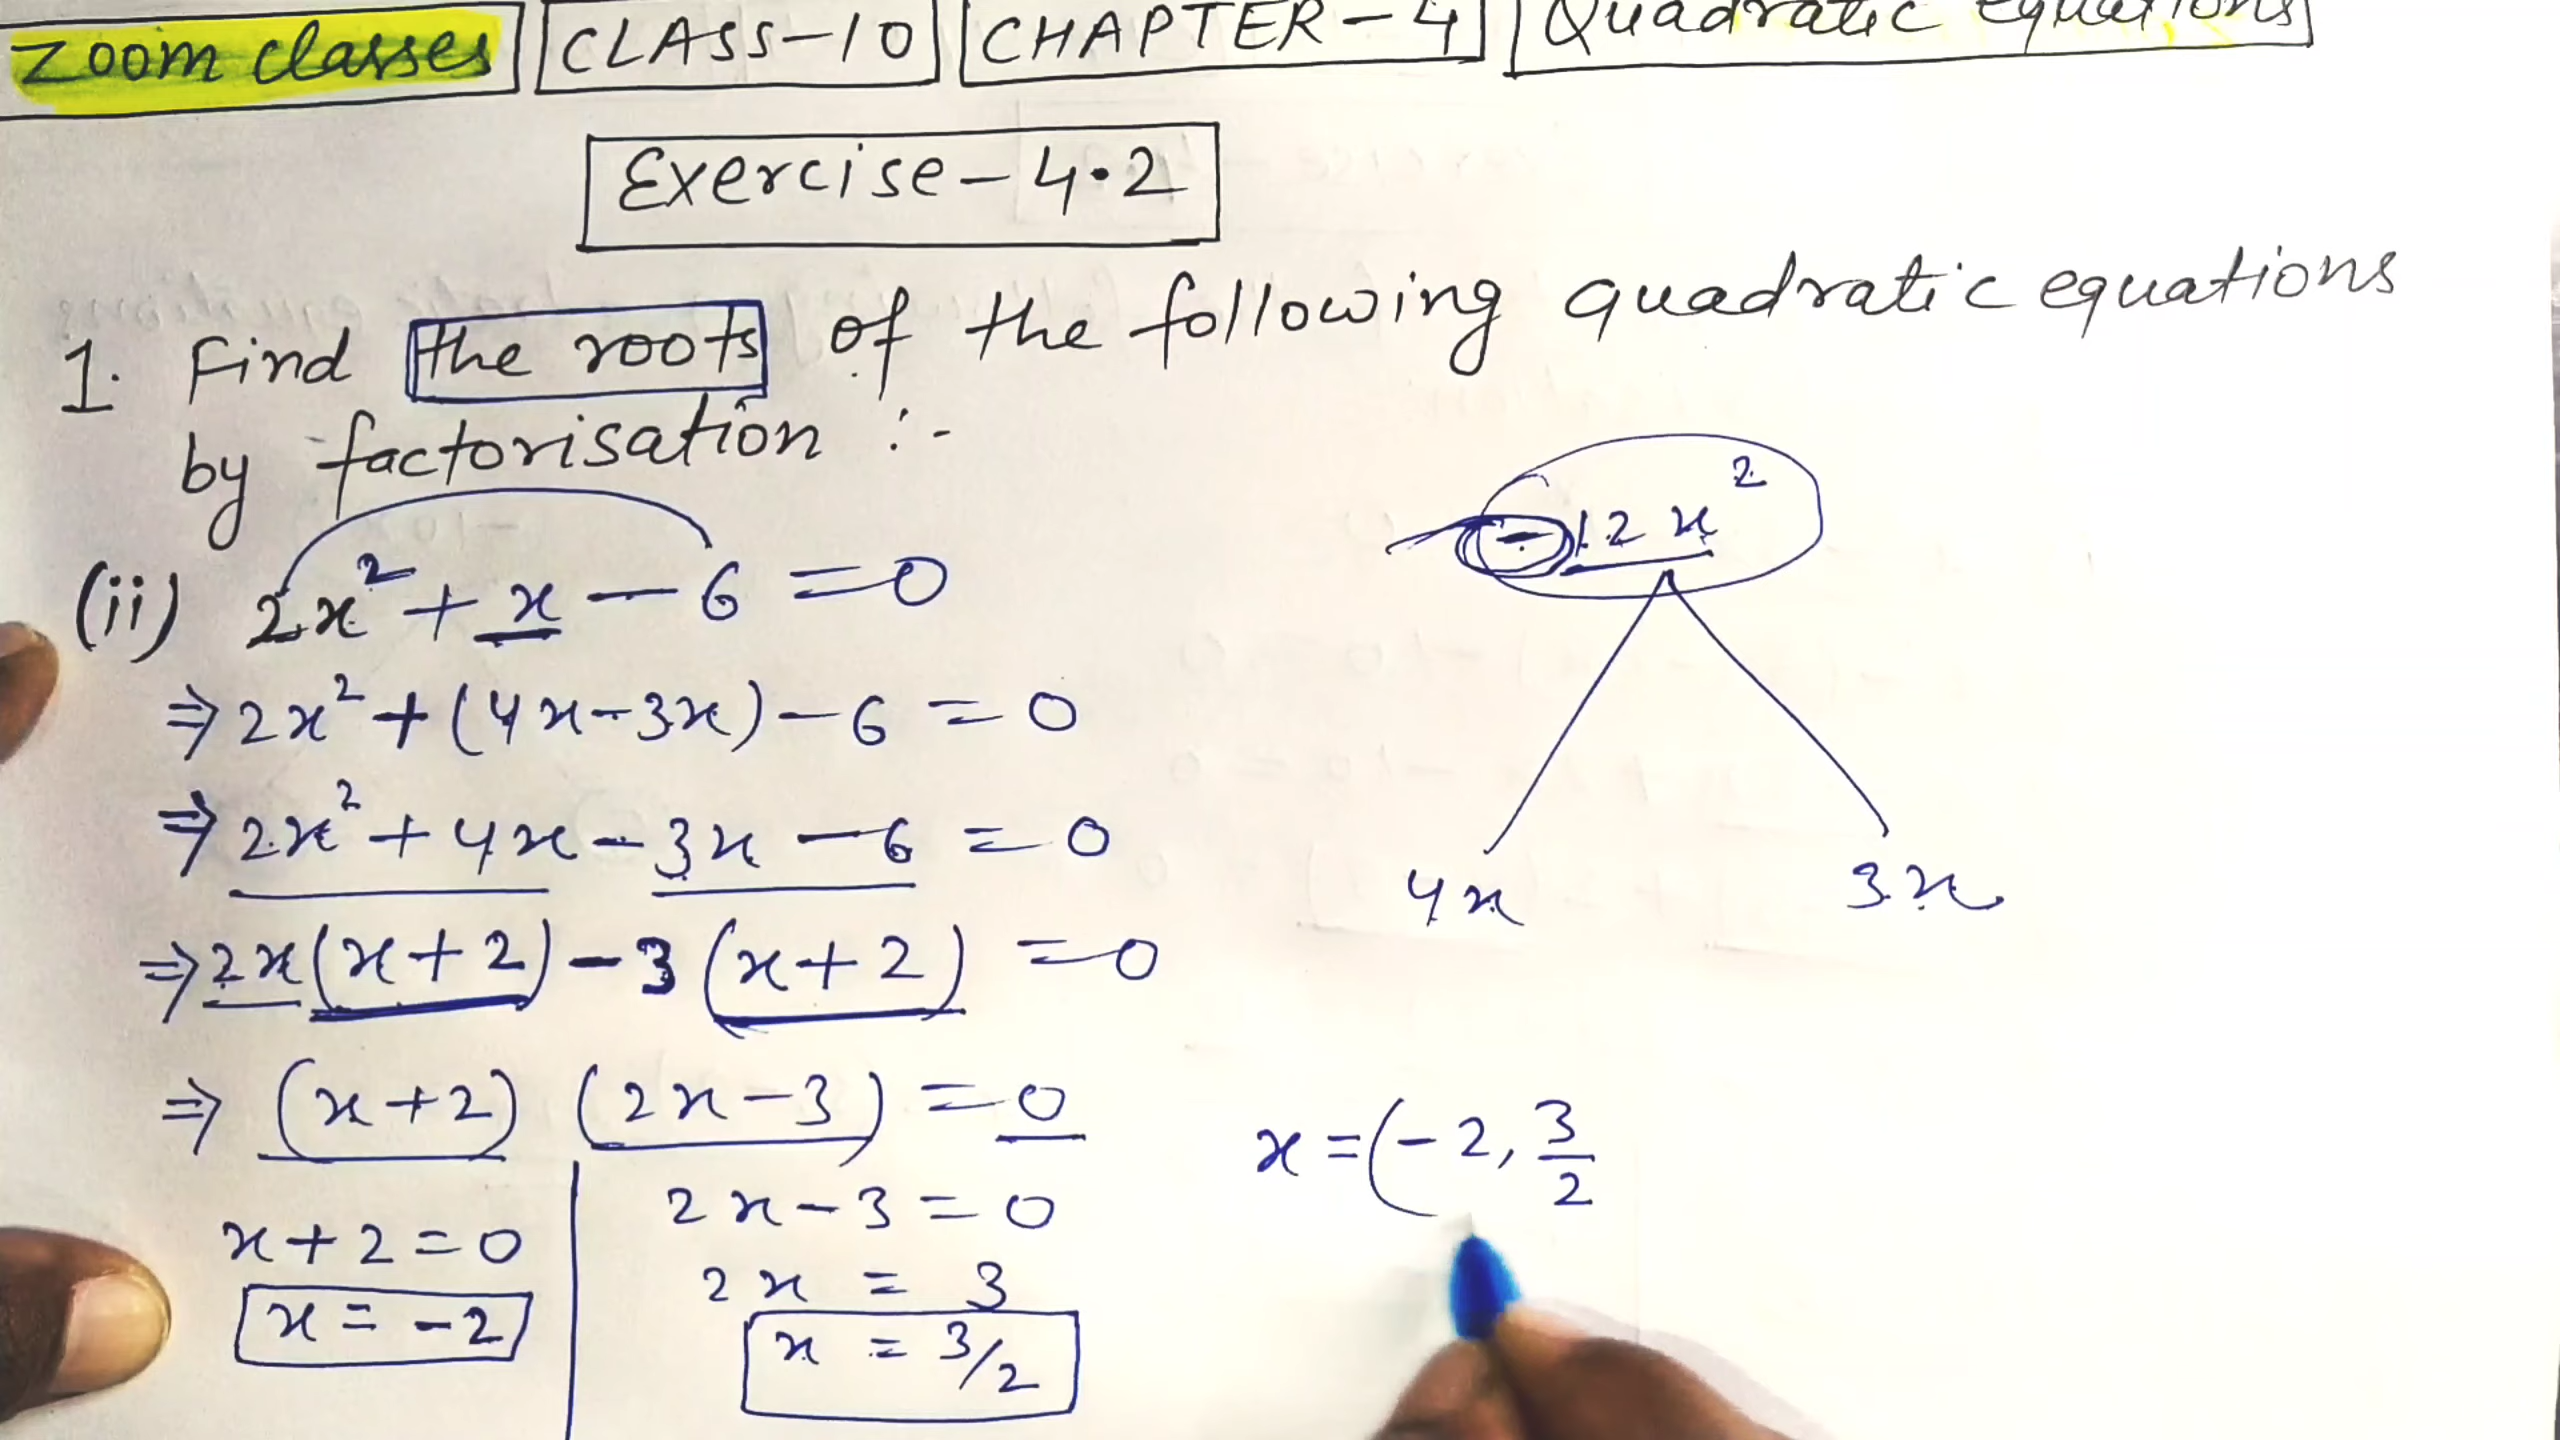 Zoom classes CLASS-10 CHAPTER-4 Quadratic equations
Exercise-4.2
1. Find the roots of the following quadratic equations
by factorisation :-
(ii) 2x² + x - 6 = 0
⇒ 2x² + (4x-3x) - 6 = 0
⇒ 2x² + 4x - 3x - 6 = 0
⇒ 2x(x+2) - 3(x+2) = 0
⇒ (x+2) (2x-3) = 0
x+2=0
x = -2
2x-3=0
2x = 3
x = 3/2
-12x²
4x 3x
x = (-2, 3/2